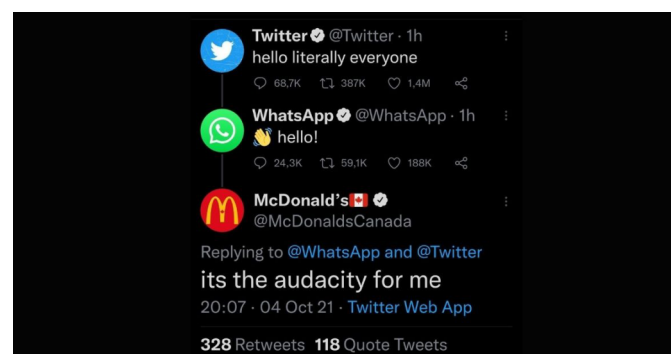 Twitter @Twitter · 1h
hello literally everyone
68,7K 387K 1,4M
WhatsApp @WhatsApp · 1h
👋 hello!
24,3K 59,1K 188K
McDonald's🇨🇦
@McDonaldsCanada
Replying to @WhatsApp and @Twitter
its the audacity for me
20:07 · 04 Oct 21 · Twitter Web App
328 Retweets 118 Quote Tweets